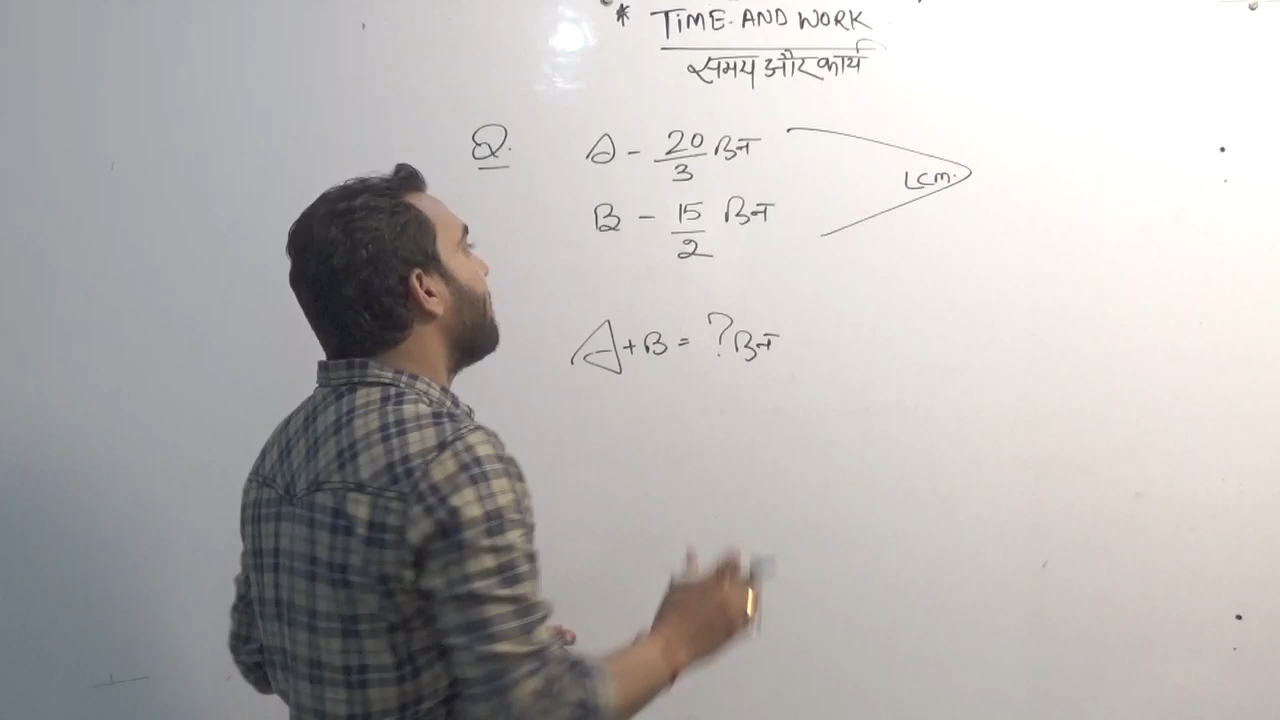 * TIME AND WORK
समय और कार्य
Q. A - 20/3 दिन
B - 15/2 दिन
Lcm.
A+B = ? दिन